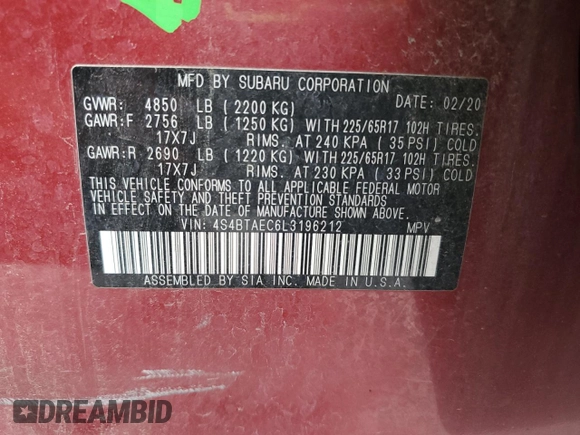 MFD BY SUBARU CORPORATION
GVWR: 4850 LB (2200 KG) DATE: 02/20
GAWR:F 2756 LB (1250 KG) WITH 225/65R17 102H TIRES.
17X7J RIMS. AT 240 KPA ( 35 PSI) COLD
GAWR:R 2690 LB (1220 KG) WITH 225/65R17 102H TIRES.
17X7J RIMS. AT 230 KPA ( 33 PSI) COLD
THIS VEHICLE CONFORMS TO ALL APPLICABLE FEDERAL MOTOR
VEHICLE SAFETY AND THEFT PREVENTION STANDARDS
IN EFFECT ON THE DATE OF MANUFACTURE SHOWN ABOVE.
VIN: 4S4BTAEC6L3196212 MPV
ASSEMBLED BY SIA INC. MADE IN U.S.A.
DREAMBID